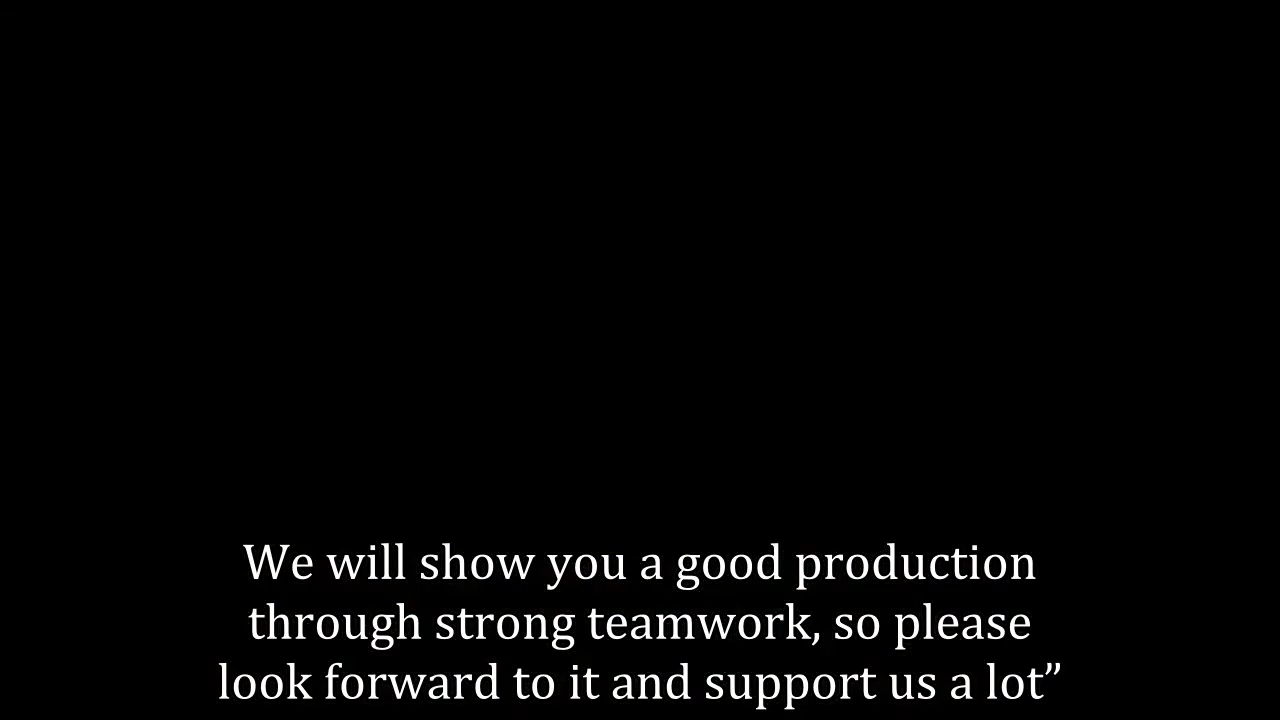 We will show you a good production
through strong teamwork, so please
look forward to it and support us a lot”